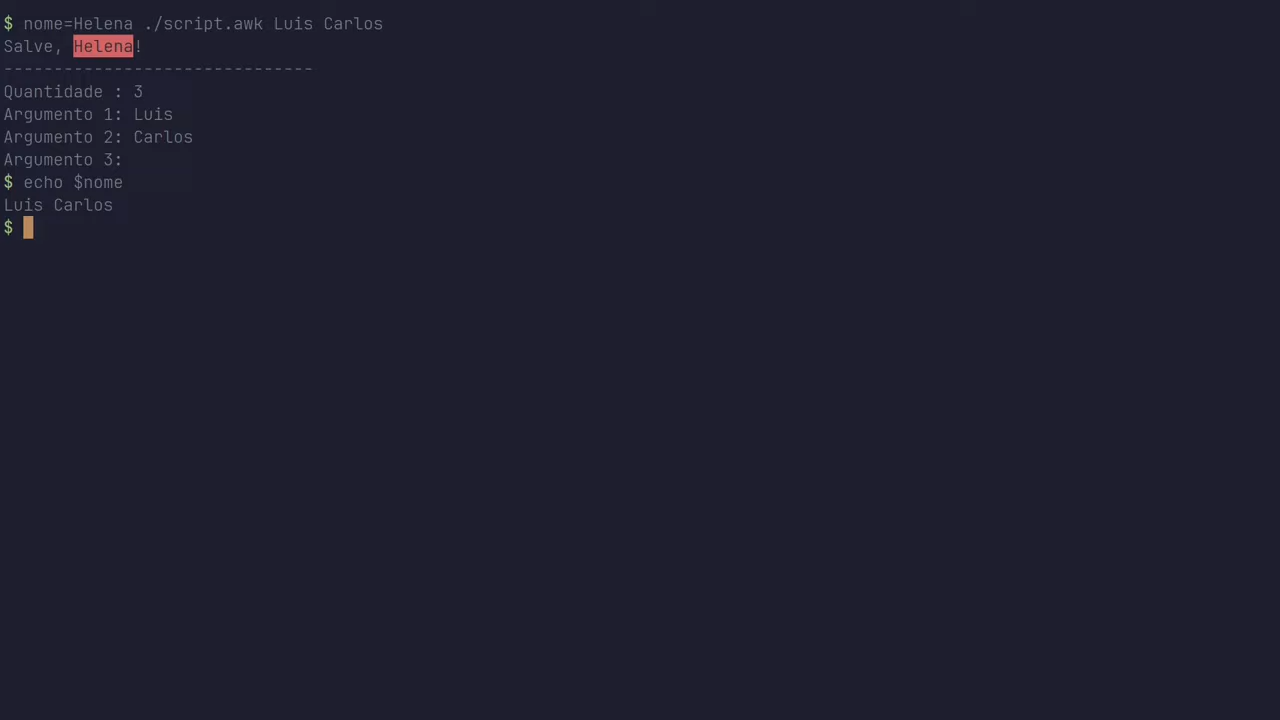 $ nome=Helena ./script.awk Luis Carlos
Salve, Helena!
-------------------------------
Quantidade : 3
Argumento 1: Luis
Argumento 2: Carlos
Argumento 3:
$ echo $nome
Luis Carlos
$